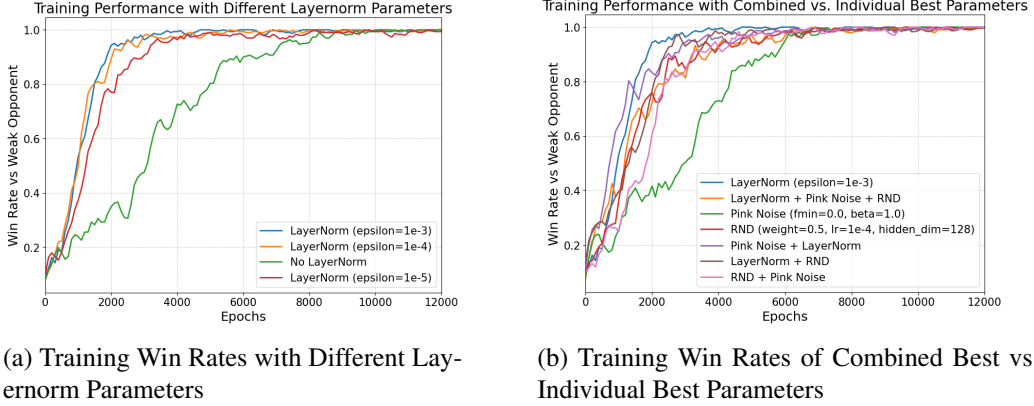 Training Performance with Different Layernorm Parameters
Win Rate vs Weak Opponent
1.0
0.8
0.6
0.4
0.2
LayerNorm (epsilon=1e-3)
LayerNorm (epsilon=1e-4)
No LayerNorm
LayerNorm (epsilon=1e-5)
0 2000 4000 6000 8000 10000 12000
Epochs
(a) Training Win Rates with Different Lay-
ernorm Parameters
Training Performance with Combined vs. Individual Best Parameters
Win Rate vs Weak Opponent
1.0
0.8
0.6
0.4
0.2
LayerNorm (epsilon=1e-3)
LayerNorm + Pink Noise + RND
Pink Noise (fmin=0.0, beta=1.0)
RND (weight=0.5, lr=1e-4, hidden_dim=128)
Pink Noise + LayerNorm
LayerNorm + RND
RND + Pink Noise
0 2000 4000 6000 8000 10000 12000
Epochs
(b) Training Win Rates of Combined Best vs
Individual Best Parameters